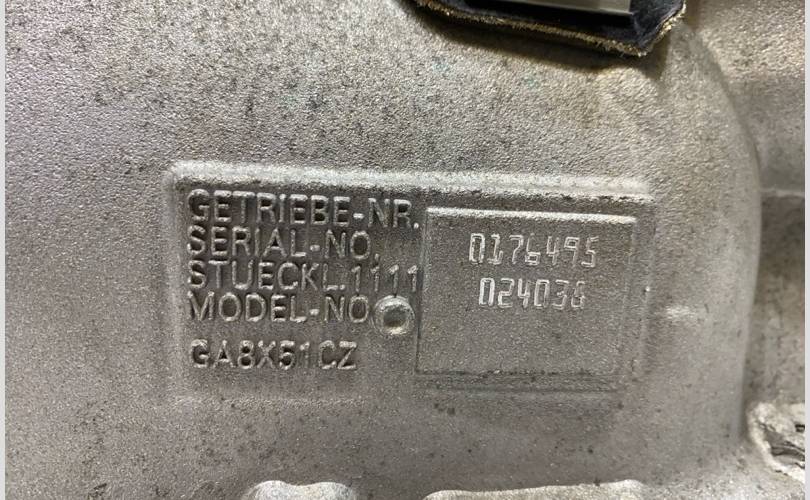 GETRIEBE-NR.
SERIAL-NO.
STUECKL.1111
MODEL-NO
GA8X51CZ
0176495
024038